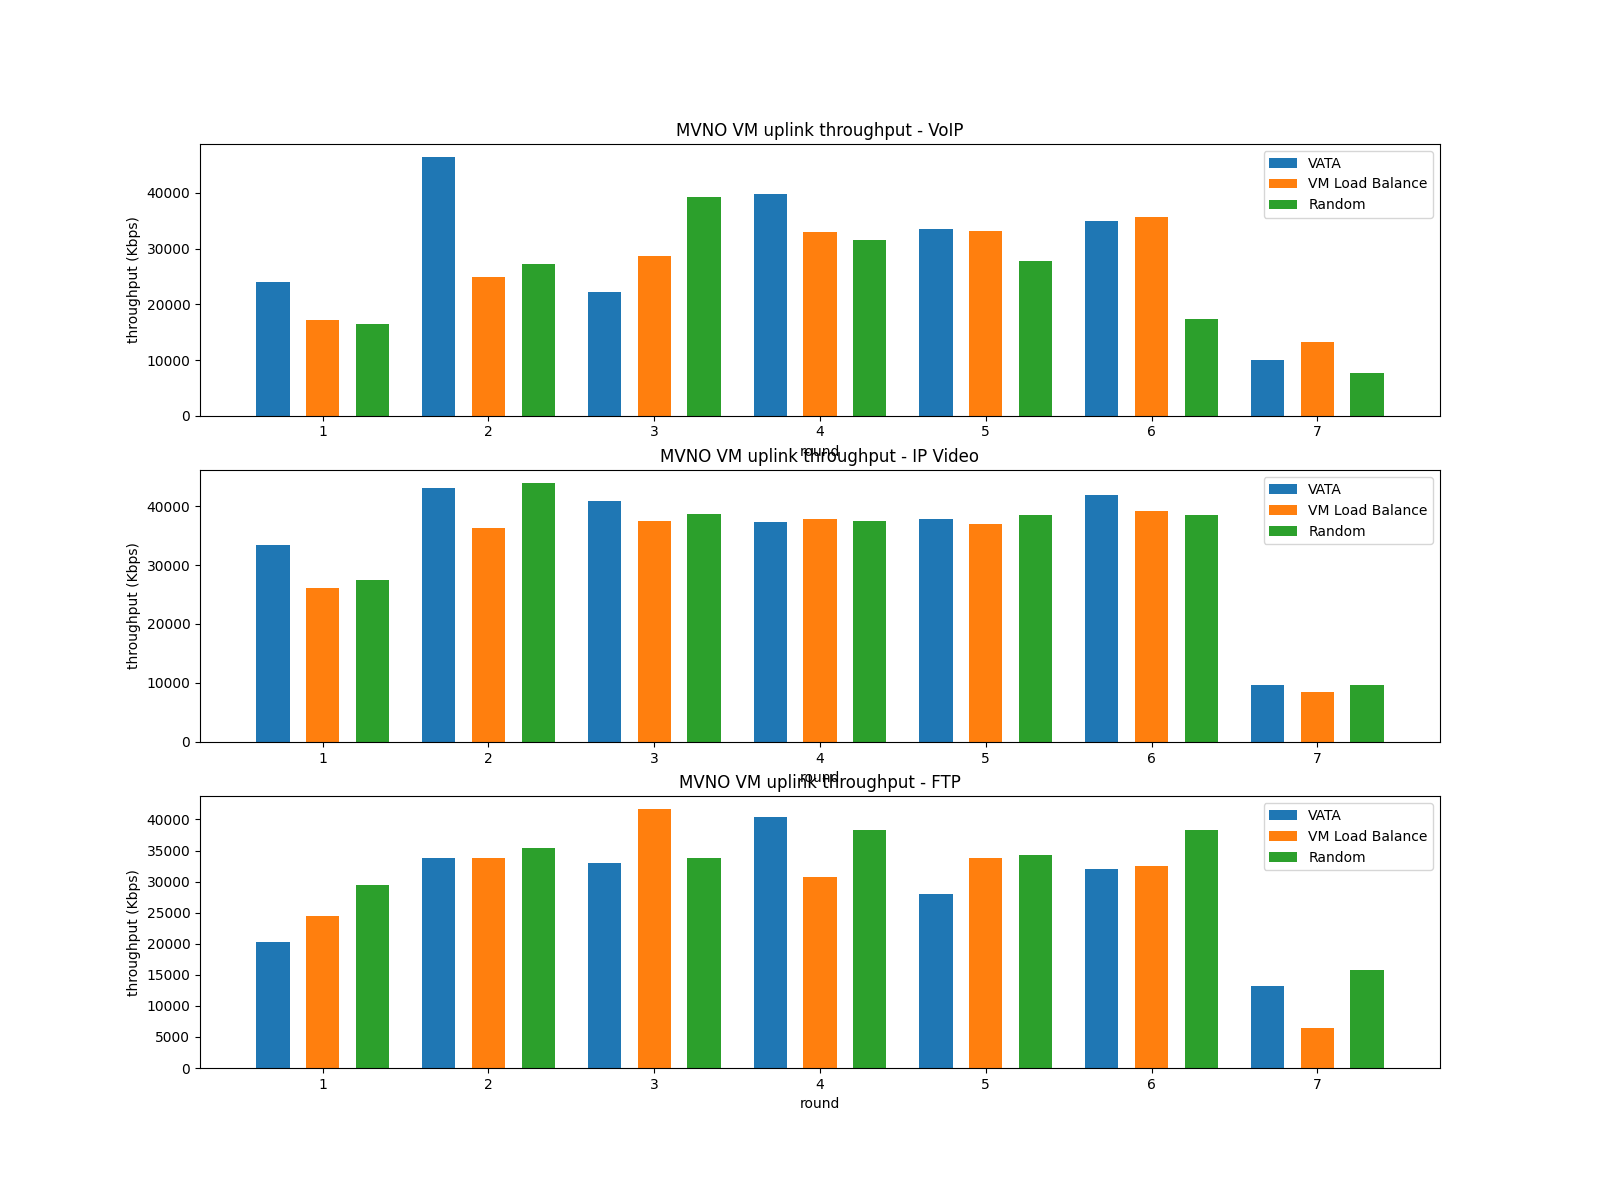 MVNO VM uplink throughput - VoIP
throughput (Kbps)
40000
30000
20000
10000
0
1 2 3 4 5 6 7
round
VATA
VM Load Balance
Random
MVNO VM uplink throughput - IP Video
throughput (Kbps)
40000
30000
20000
10000
0
1 2 3 4 5 6 7
round
VATA
VM Load Balance
Random
MVNO VM uplink throughput - FTP
throughput (Kbps)
40000
35000
30000
25000
20000
15000
10000
5000
0
1 2 3 4 5 6 7
round
VATA
VM Load Balance
Random